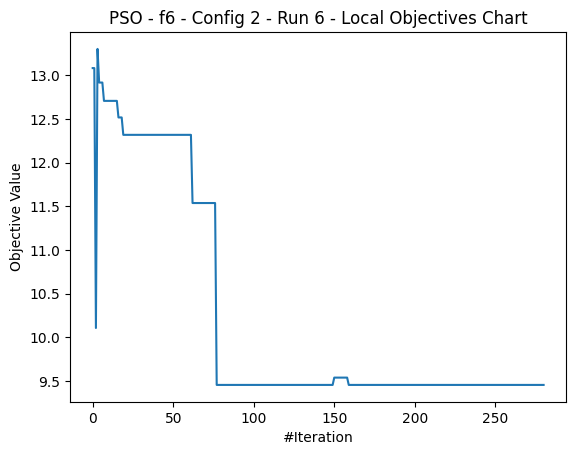 PSO - f6 - Config 2 - Run 6 - Local Objectives Chart
Objective Value
13.0
12.5
12.0
11.5
11.0
10.5
10.0
9.5
0 50 100 150 200 250
#Iteration